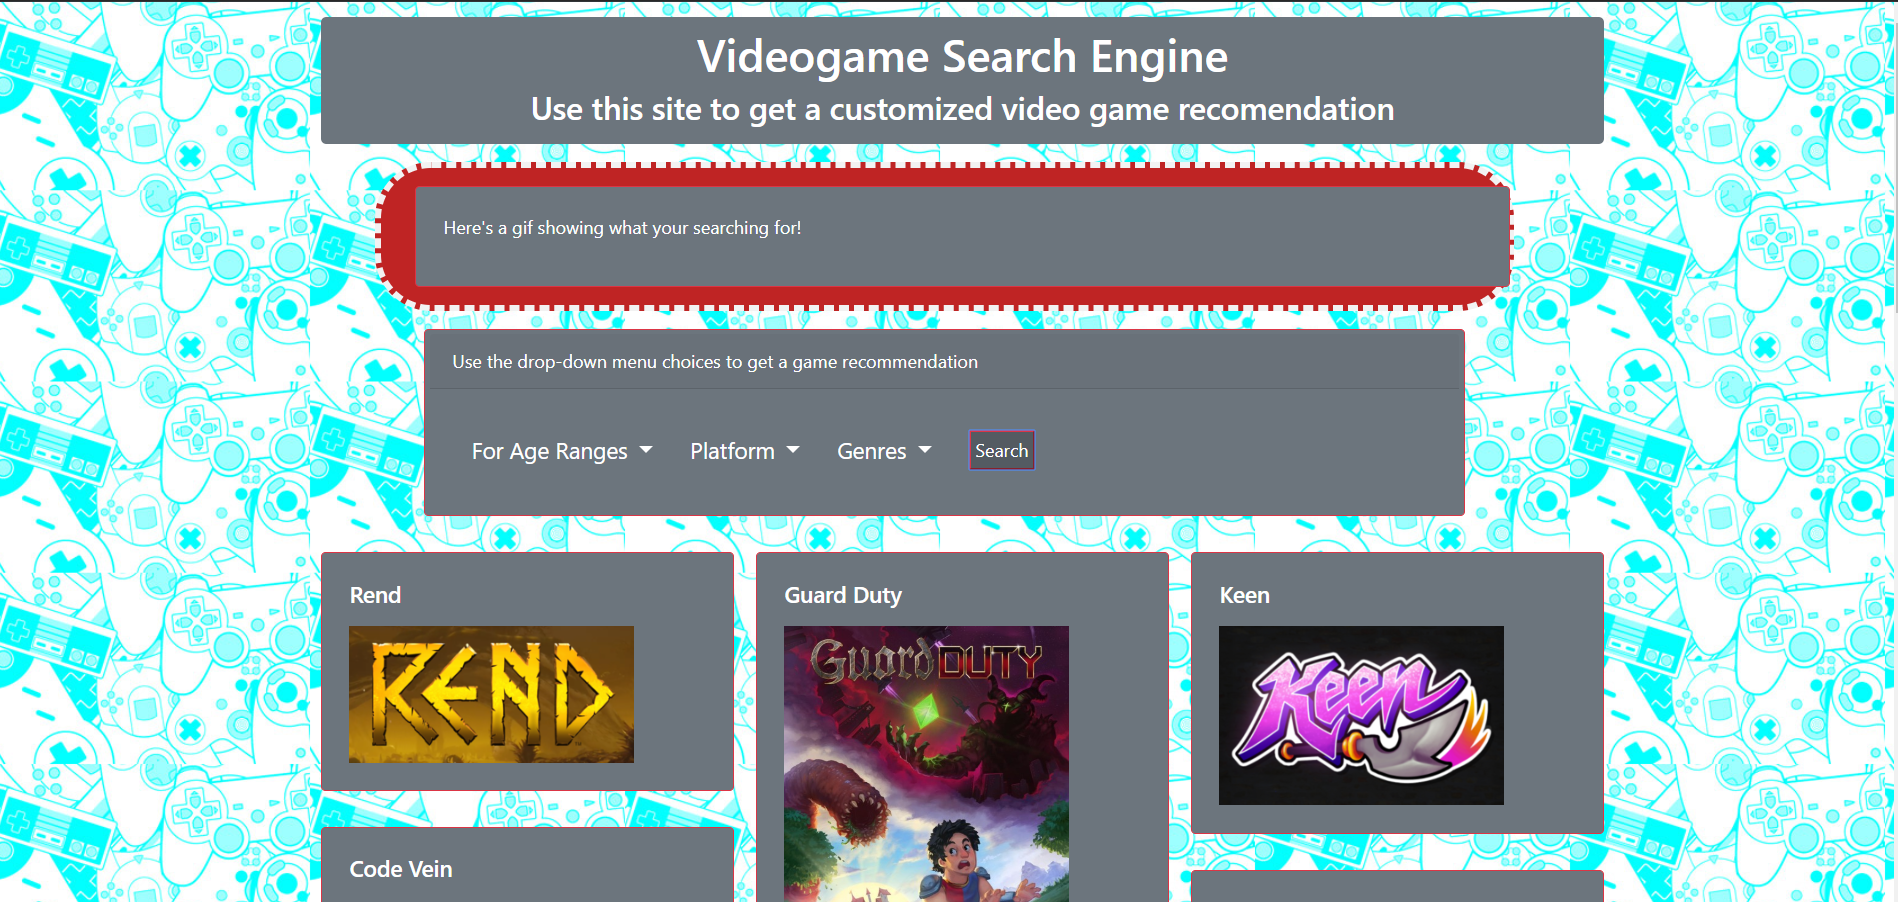 Videogame Search Engine
Use this site to get a customized video game recomendation
Here's a gif showing what your searching for!
Use the drop-down menu choices to get a game recommendation
For Age Ranges Platform Genres Search
Rend
REND
Guard Duty
Guard DUTY
Keen
Keen
Code Vein